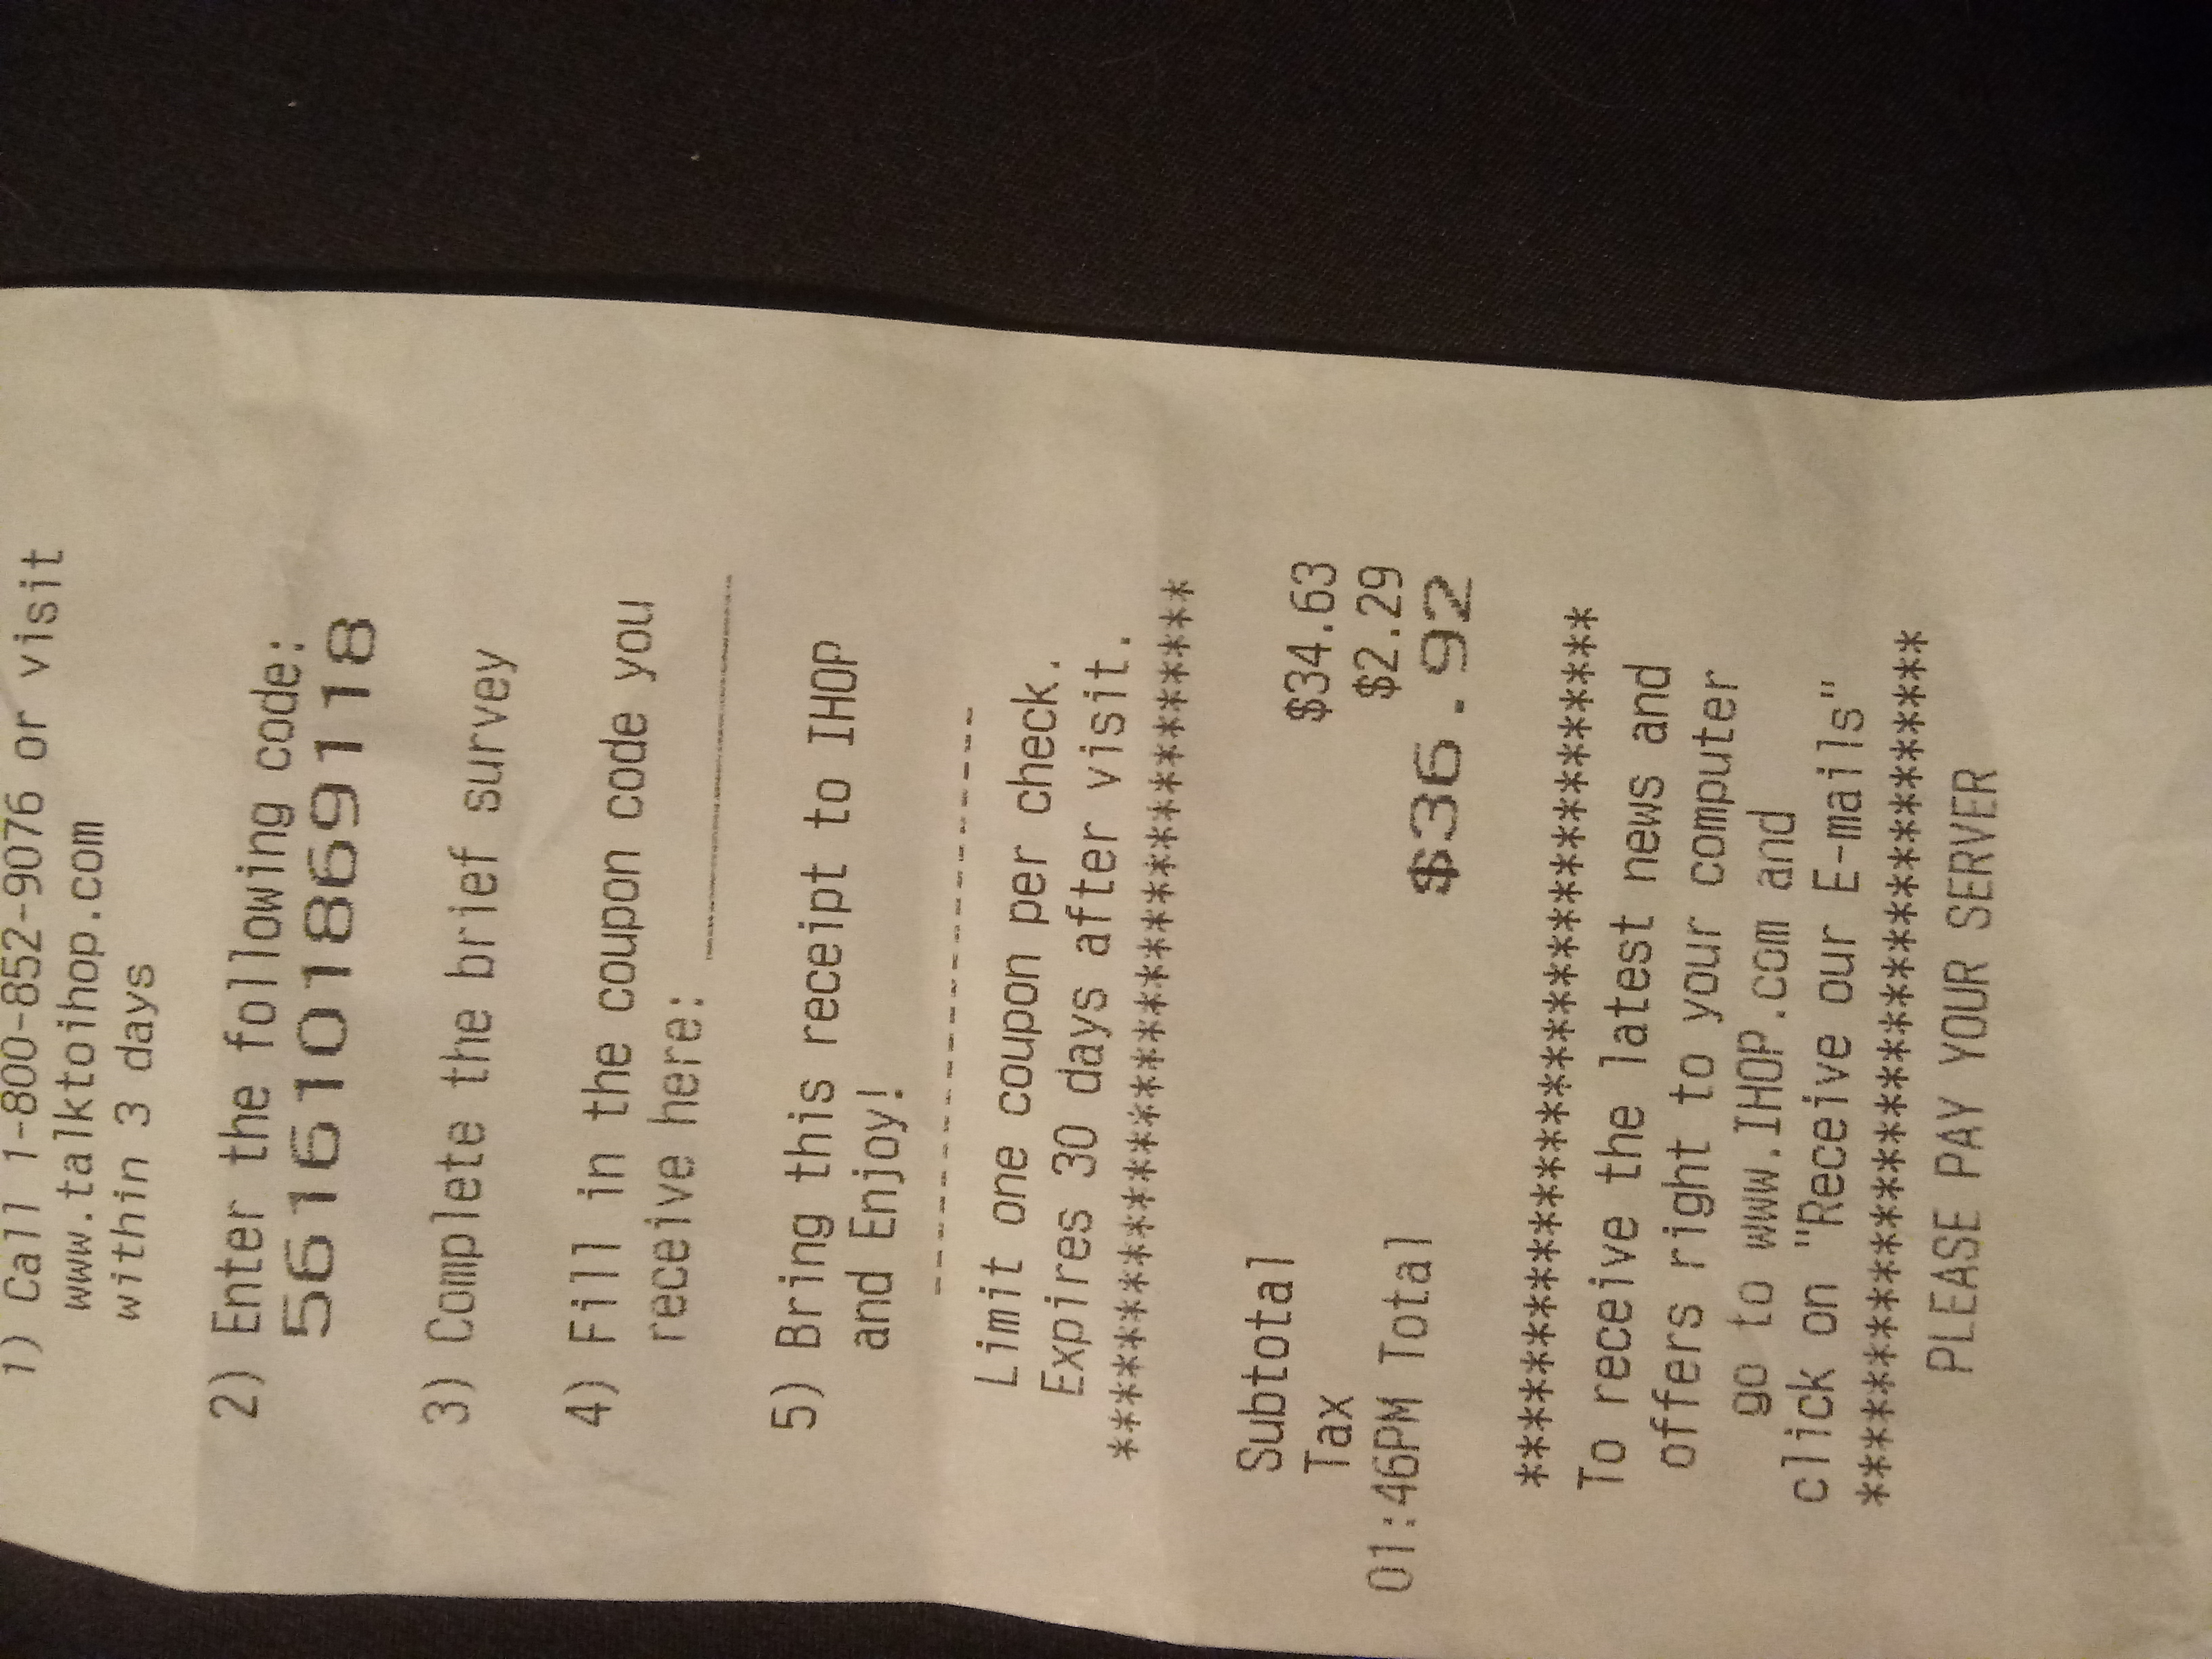 1) Call 1-800-852-9076 or visit
www.talktoihop.com
within 3 days
2) Enter the following code:
561610186691 18
3) Complete the brief survey
4) Fill in the coupon code you
receive here: ____________
5) Bring this receipt to IHOP
and Enjoy!
---------------------
Limit one coupon per check.
Expires 30 days after visit.
*******************************
Subtotal $34.63
Tax $2.29
01:46PM Total $36.92
*******************************
To receive the latest news and
offers right to your computer
go to www.IHOP.com and
click on "Receive our E-mails"
*******************************
PLEASE PAY YOUR SERVER